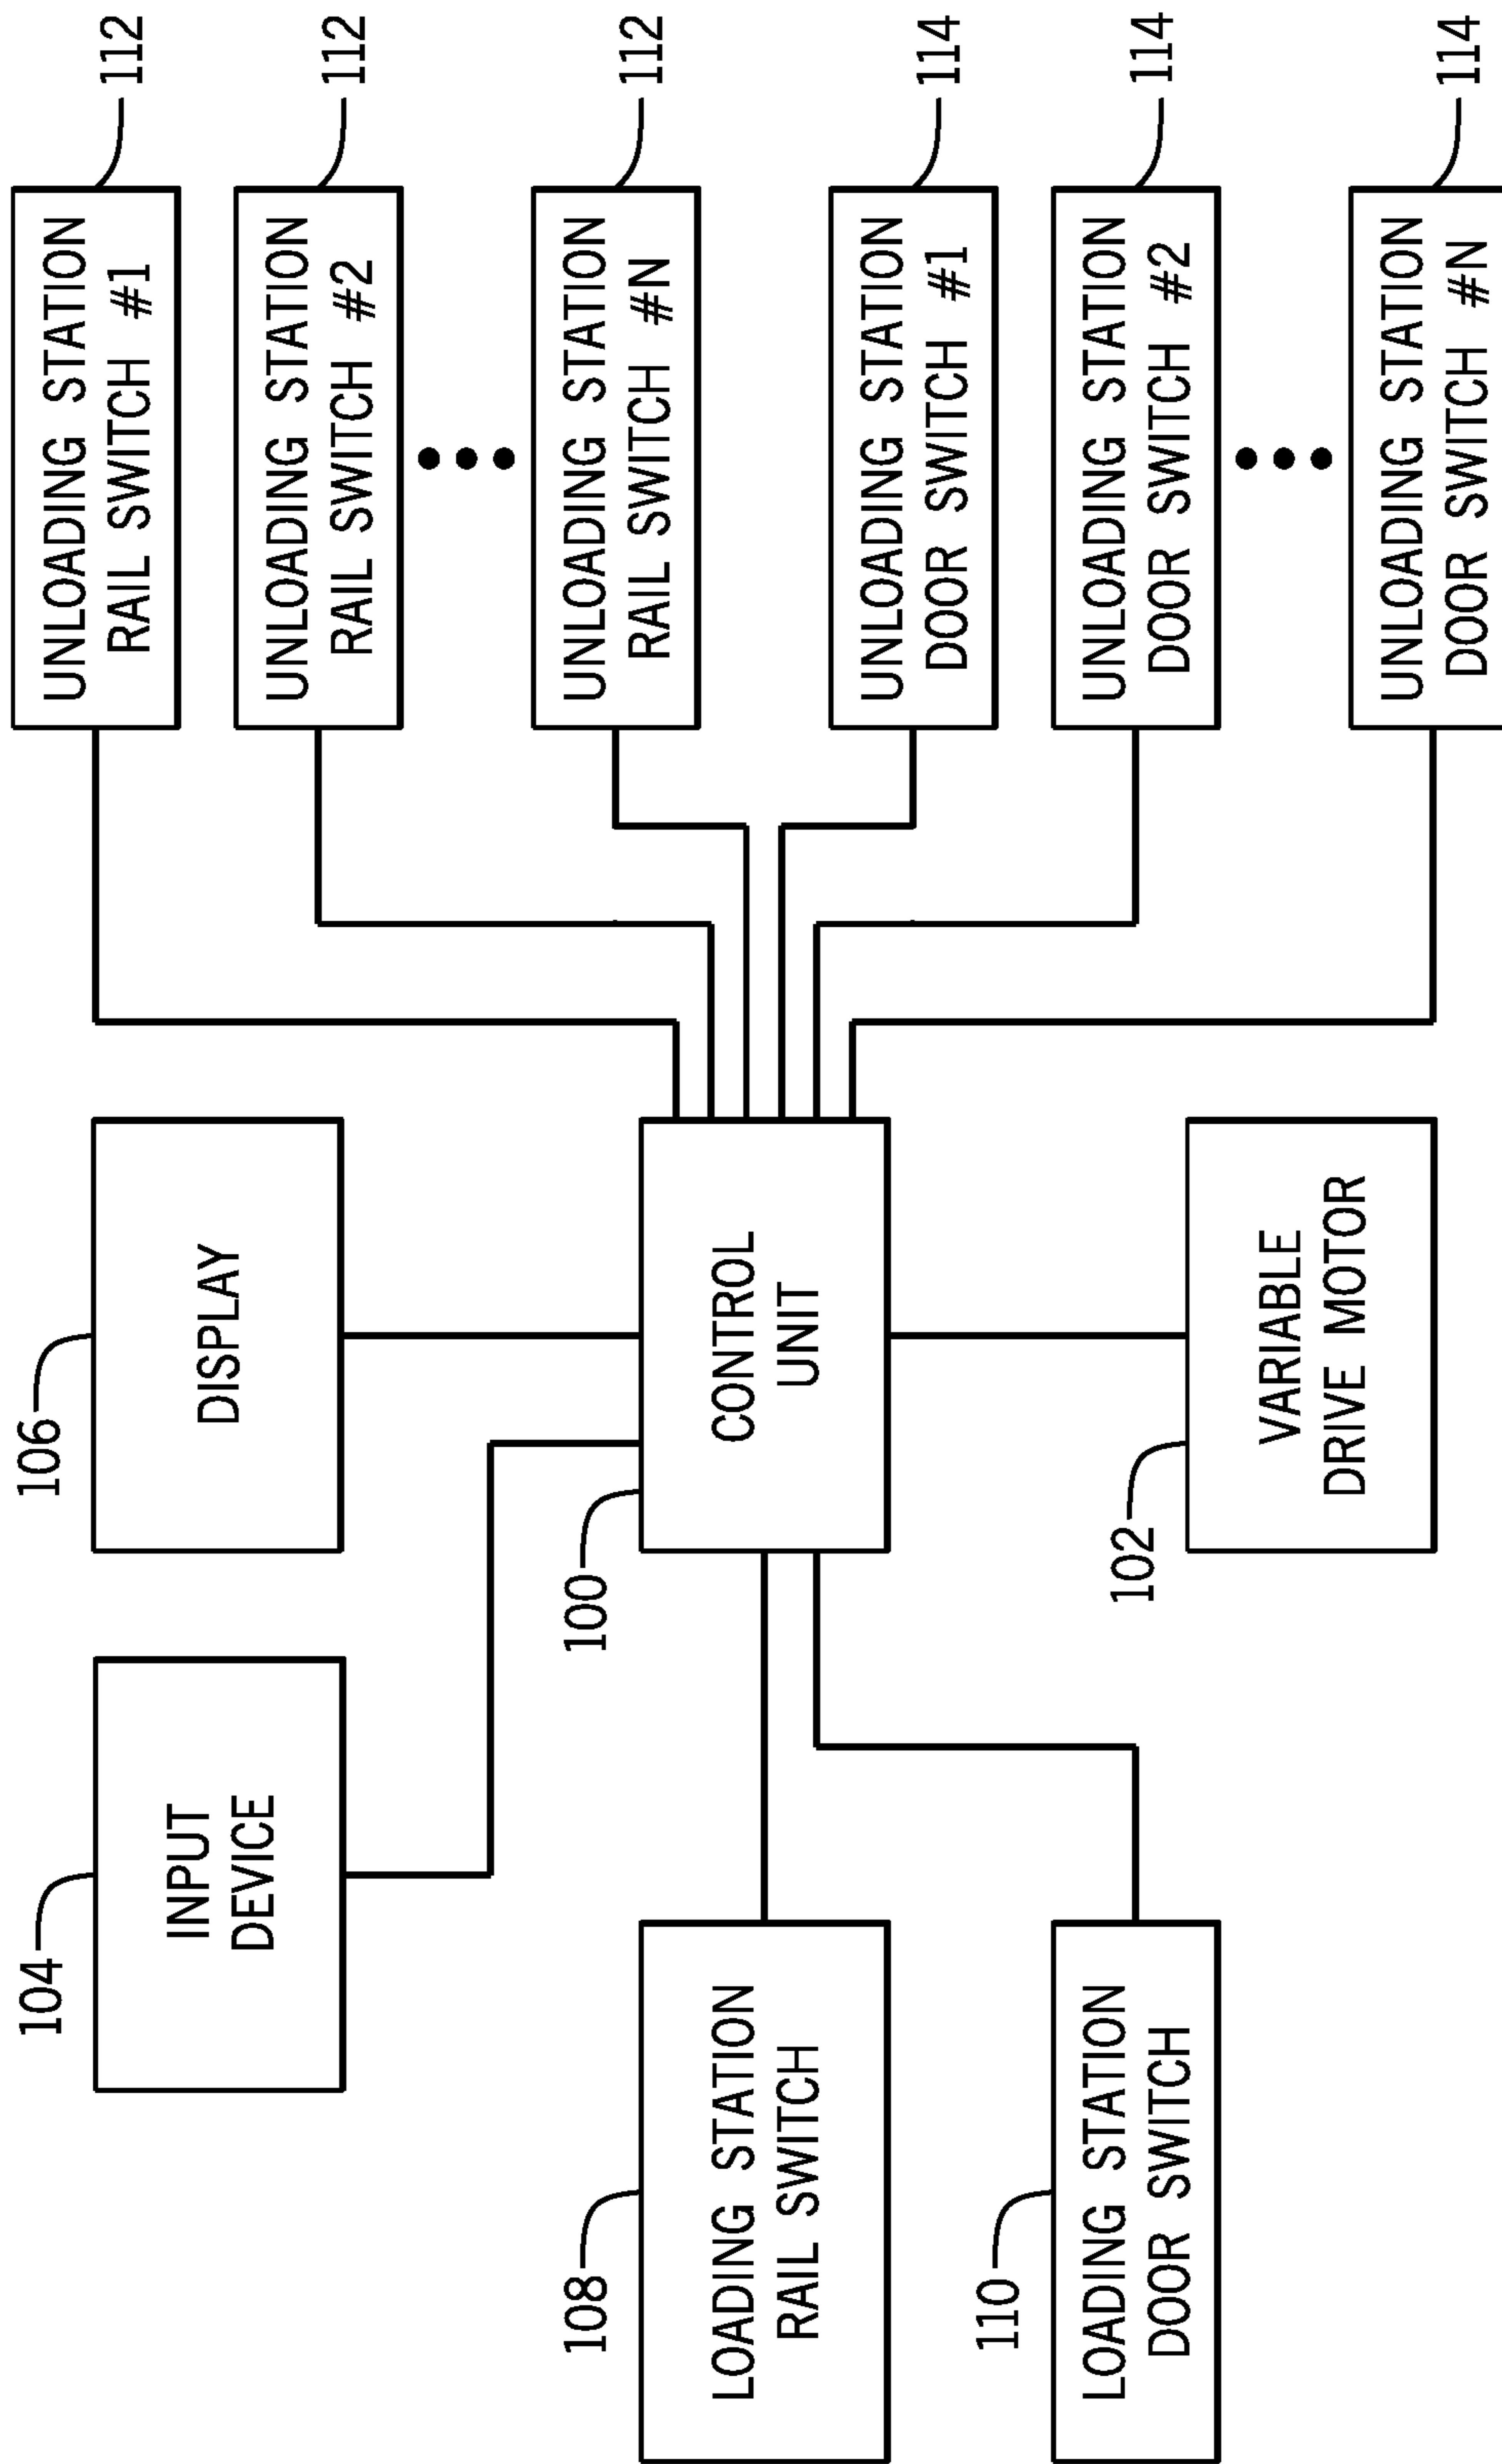 104
INPUT
DEVICE
106
DISPLAY
112
UNLOADING STATION
RAIL SWITCH #1
112
UNLOADING STATION
RAIL SWITCH #2
112
UNLOADING STATION
RAIL SWITCH #N
108
LOADING STATION
RAIL SWITCH
100
CONTROL
UNIT
114
UNLOADING STATION
DOOR SWITCH #1
110
LOADING STATION
DOOR SWITCH
102
VARIABLE
DRIVE MOTOR
114
UNLOADING STATION
DOOR SWITCH #2
114
UNLOADING STATION
DOOR SWITCH #N